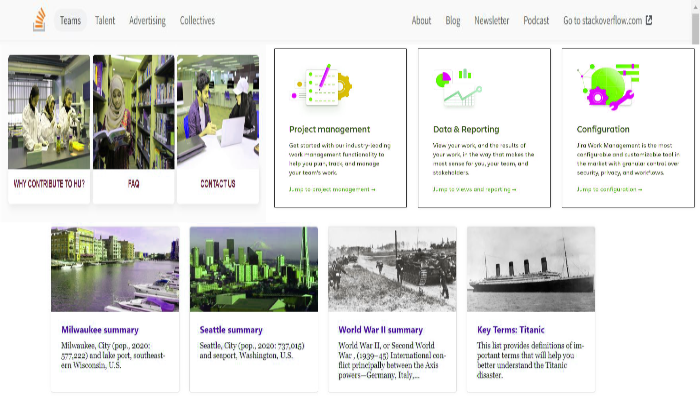 Teams Talent Advertising Collectives About Blog Newsletter Podcast Go to stackoverflow.com
WHY CONTRIBUTE TO HU?
FAQ
CONTACT US
Project management
Get started with our industry-leading
work management functionality to
help you plan, track, and manage
your team's work.
Jump to project management →
Data & Reporting
View your work, and the results of
your work, in the way that makes the
most sense for you, your team, and
stakeholders.
Jump to views and reporting →
Configuration
Jira Work Management is the most
configurable and customizable tool in
the market with granular control over
security, privacy, and workflows.
Jump to configuration →
Milwaukee summary
Milwaukee, City (pop., 2020:
577,222) and lake port, southeast-
ern Wisconsin, U.S.
Seattle summary
Seattle, City (pop., 2020: 737,015)
and seaport, Washington, U.S.
World War II summary
World War II, or Second World
War , (1939–45) International con-
flict principally between the Axis
powers—Germany, Italy,...
Key Terms: Titanic
This list provides definitions of im-
portant terms that will help you
better understand the Titanic
disaster.